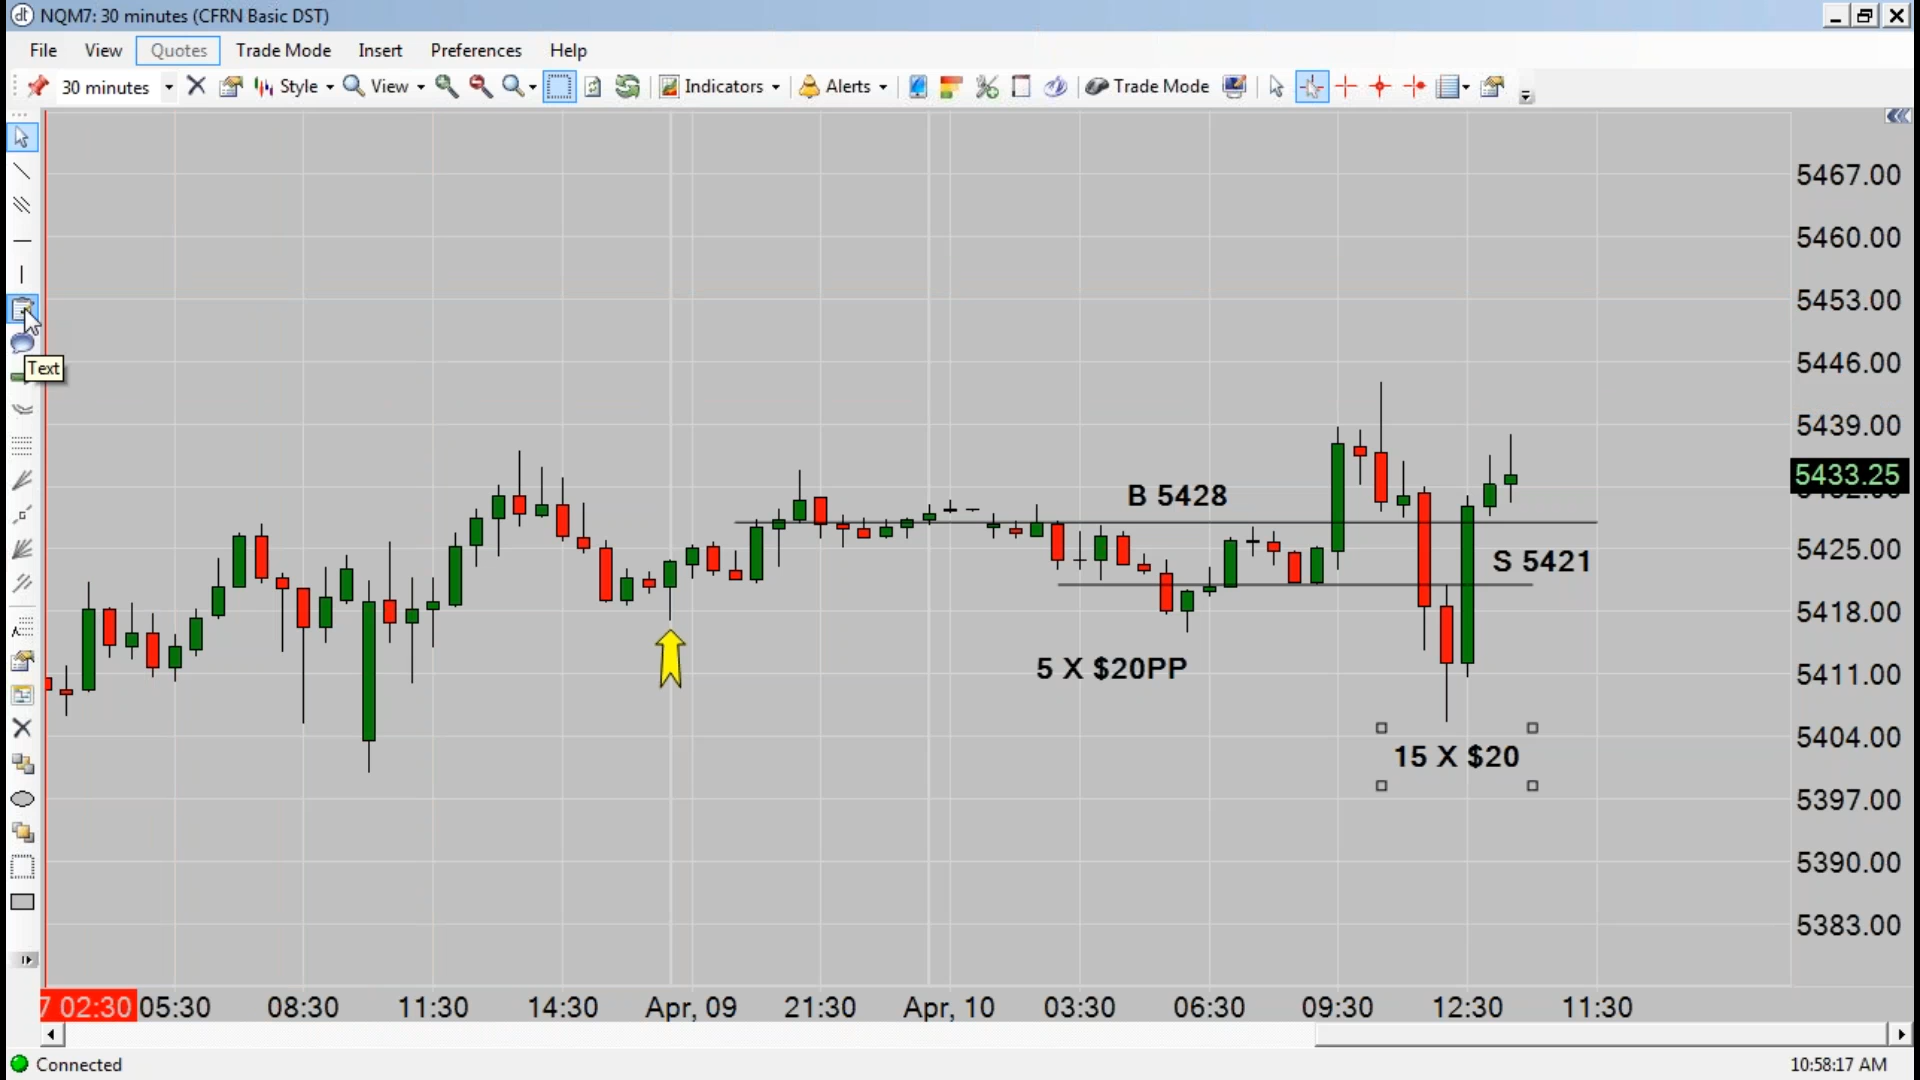 dt NQM7: 30 minutes (CFRN Basic DST)
File View Quotes Trade Mode Insert Preferences Help
30 minutes Style View Indicators Alerts Trade Mode
Text
5467.00
5460.00
5453.00
5446.00
5439.00
5433.25
5425.00
5418.00
5411.00
5404.00
5397.00
5390.00
5383.00
B 5428
S 5421
5 X $20PP
15 X $20
7 02:30 05:30 08:30 11:30 14:30 Apr, 09 21:30 Apr, 10 03:30 06:30 09:30 12:30 11:30
Connected 10:58:17 AM